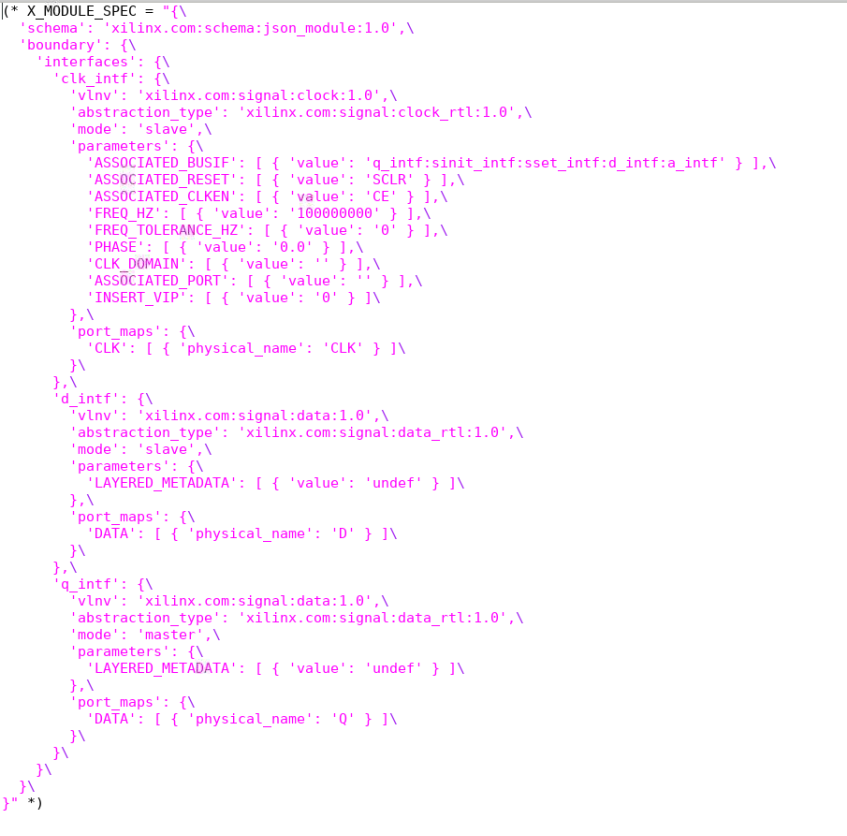 (* X_MODULE_SPEC = "{\
  'schema': 'xilinx.com:schema:json_module:1.0',\
  'boundary': {\
    'interfaces': {\
      'clk_intf': {\
        'vlnv': 'xilinx.com:signal:clock:1.0',\
        'abstraction_type': 'xilinx.com:signal:clock_rtl:1.0',\
        'mode': 'slave',\
        'parameters': {\
          'ASSOCIATED_BUSIF': [ { 'value': 'q_intf:sinit_intf:sset_intf:d_intf:a_intf' } ],\
          'ASSOCIATED_RESET': [ { 'value': 'SCLR' } ],\
          'ASSOCIATED_CLKEN': [ { 'value': 'CE' } ],\
          'FREQ_HZ': [ { 'value': '100000000' } ],\
          'FREQ_TOLERANCE_HZ': [ { 'value': '0' } ],\
          'PHASE': [ { 'value': '0.0' } ],\
          'CLK_DOMAIN': [ { 'value': '' } ],\
          'ASSOCIATED_PORT': [ { 'value': '' } ],\
          'INSERT_VIP': [ { 'value': '0' } ]\
        },\
        'port_maps': {\
          'CLK': [ { 'physical_name': 'CLK' } ]\
        }\
      },\
      'd_intf': {\
        'vlnv': 'xilinx.com:signal:data:1.0',\
        'abstraction_type': 'xilinx.com:signal:data_rtl:1.0',\
        'mode': 'slave',\
        'parameters': {\
          'LAYERED_METADATA': [ { 'value': 'undef' } ]\
        },\
        'port_maps': {\
          'DATA': [ { 'physical_name': 'D' } ]\
        }\
      },\
      'q_intf': {\
        'vlnv': 'xilinx.com:signal:data:1.0',\
        'abstraction_type': 'xilinx.com:signal:data_rtl:1.0',\
        'mode': 'master',\
        'parameters': {\
          'LAYERED_METADATA': [ { 'value': 'undef' } ]\
        },\
        'port_maps': {\
          'DATA': [ { 'physical_name': 'Q' } ]\
        }\
      }\
    }\
  }\
}" *)